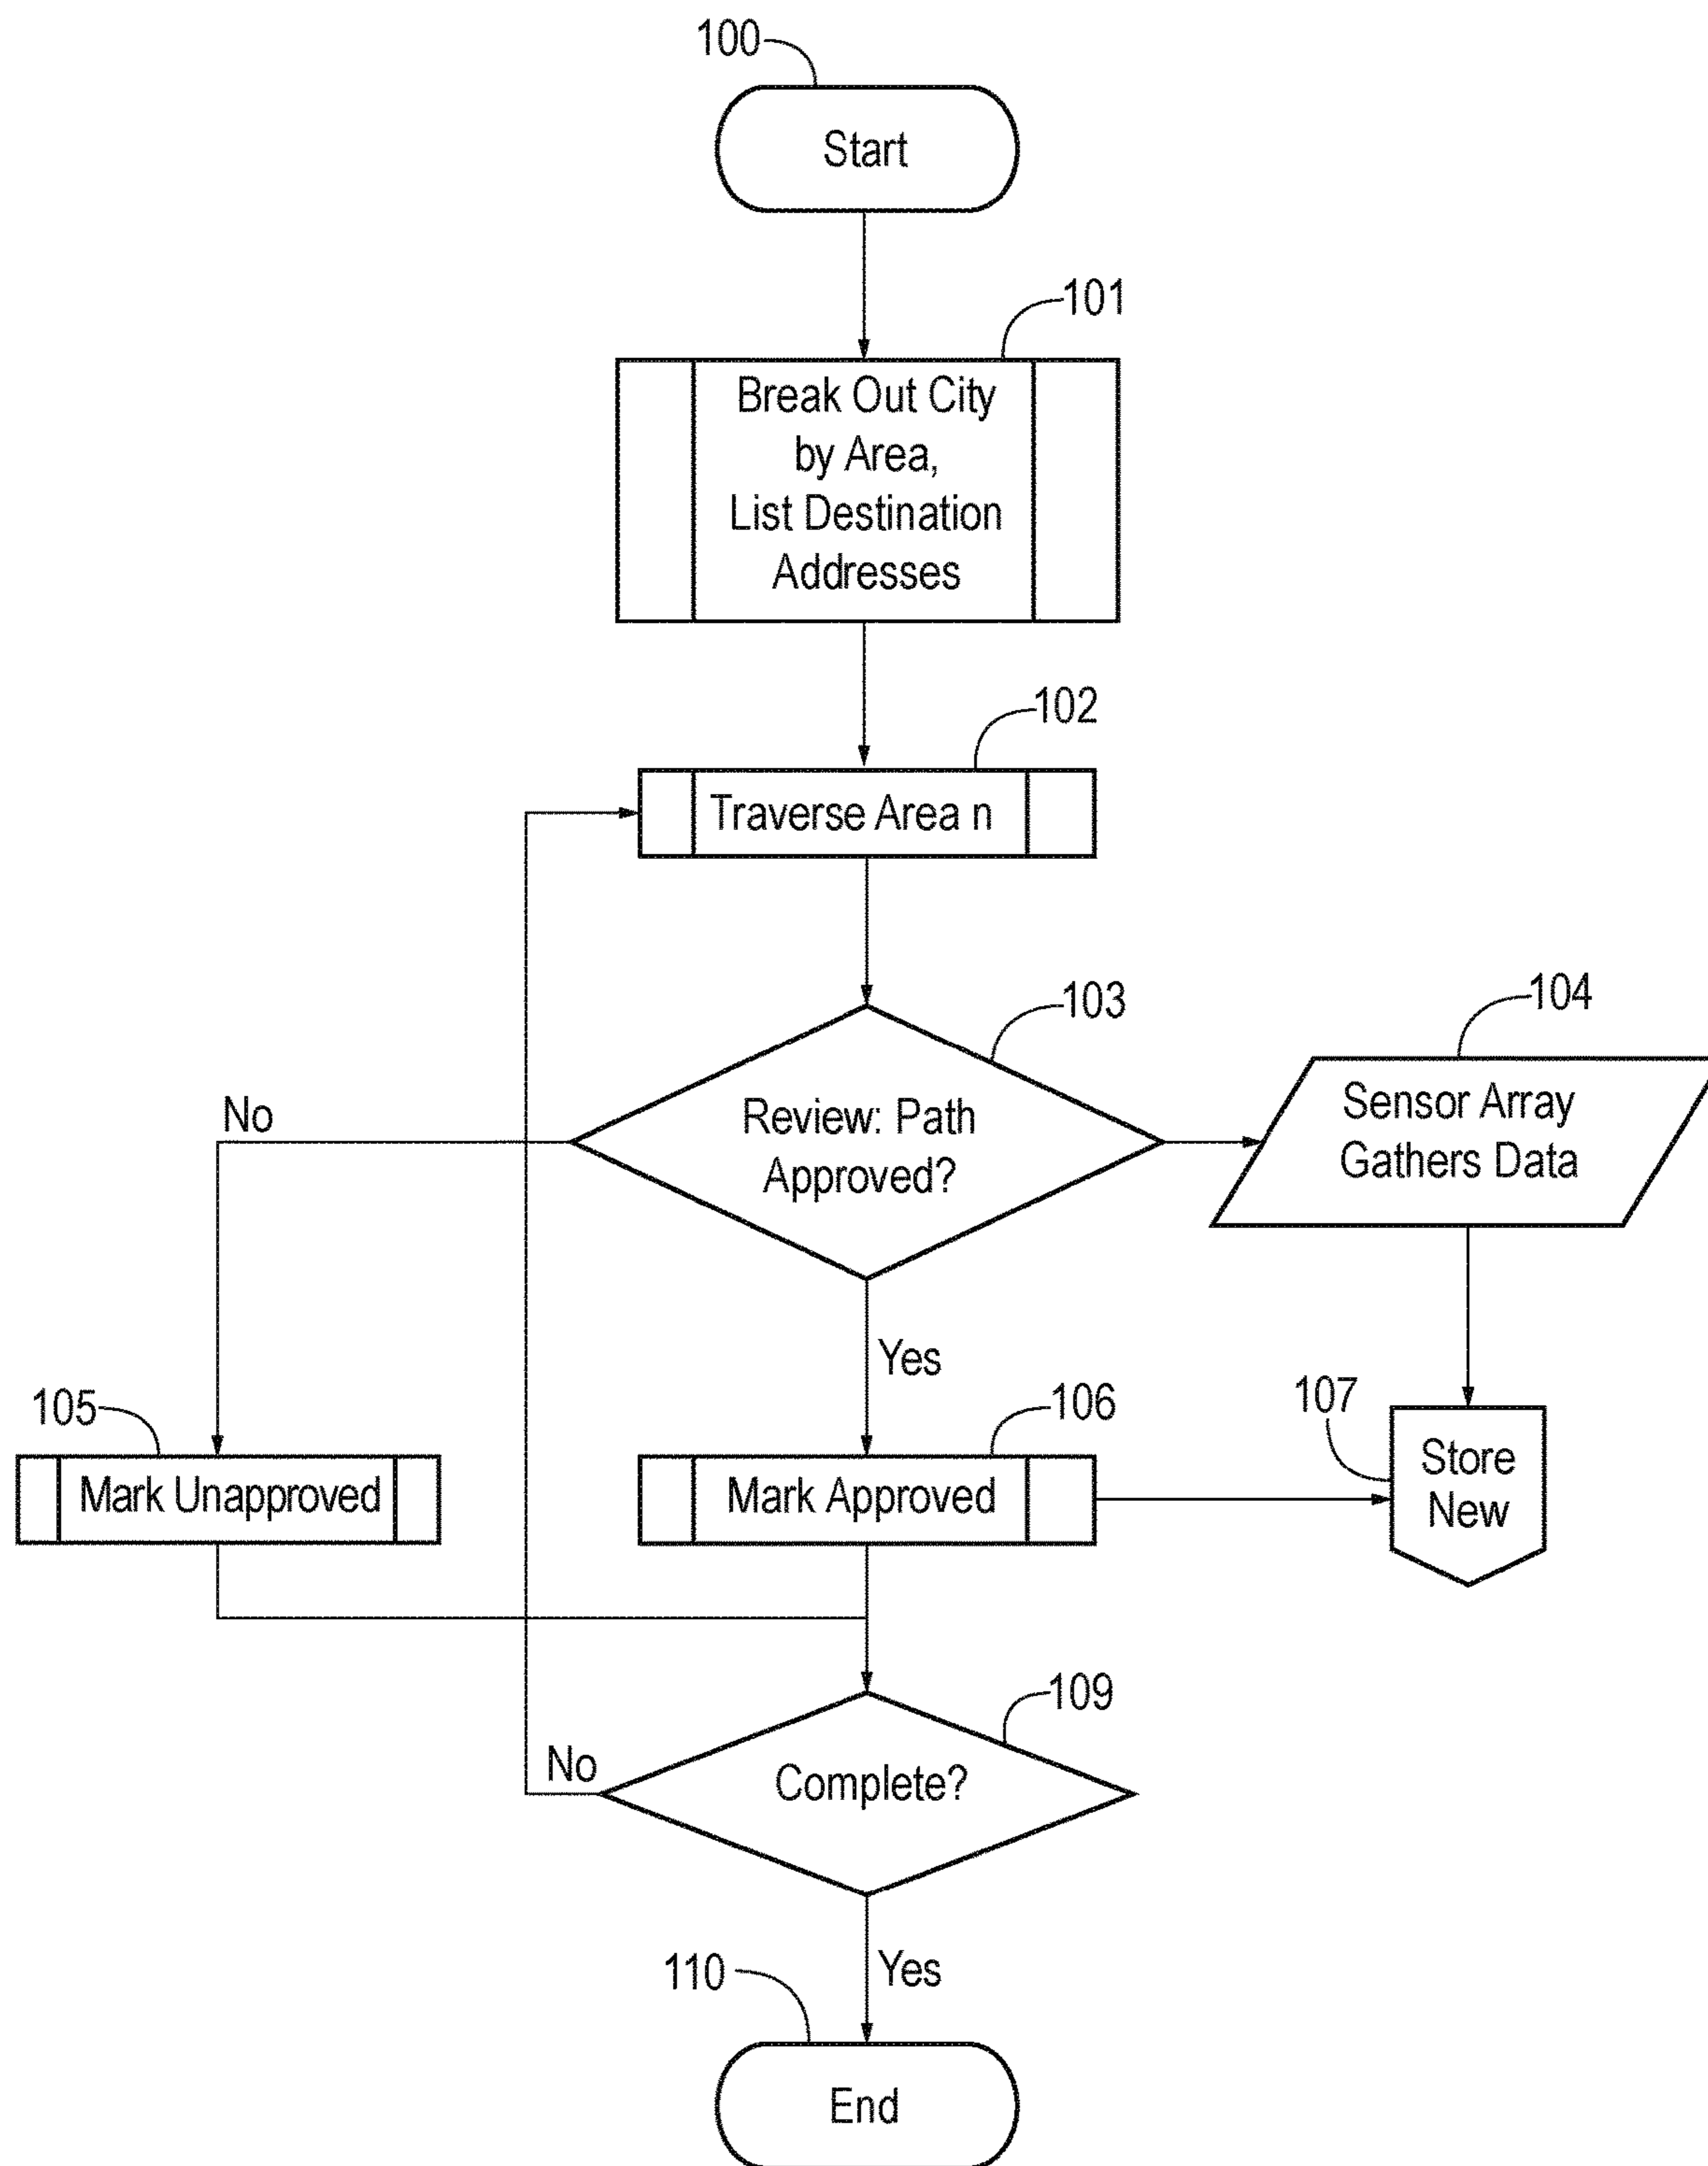 100
Start
101
Break Out City
by Area,
List Destination
Addresses
102
Traverse Area n
103
Review: Path
Approved?
104
Sensor Array
Gathers Data
No
Yes
105
Mark Unapproved
106
Mark Approved
107
Store
New
109
Complete?
No
Yes
110
End